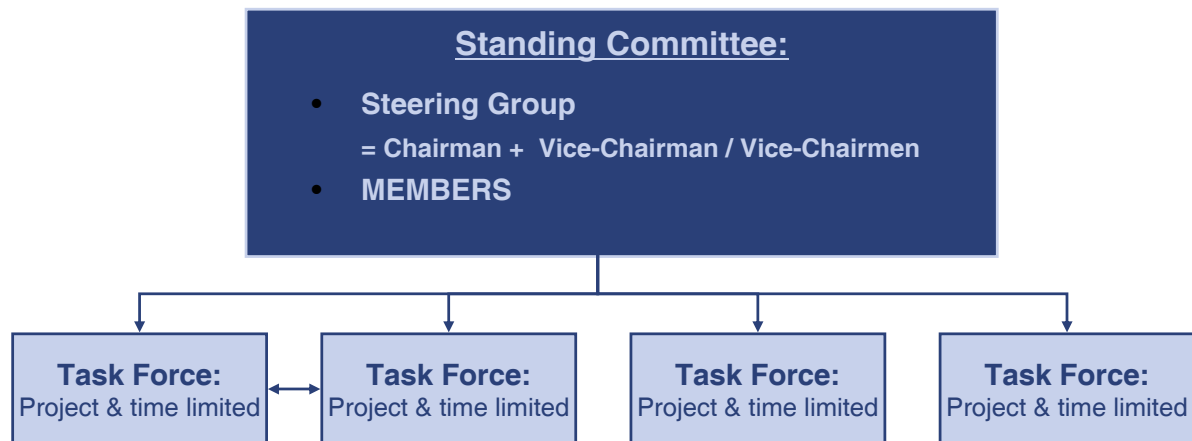 Standing Committee:
• Steering Group
= Chairman + Vice-Chairman / Vice-Chairmen
• MEMBERS
Task Force:
Project & time limited
Task Force:
Project & time limited
Task Force:
Project & time limited
Task Force:
Project & time limited